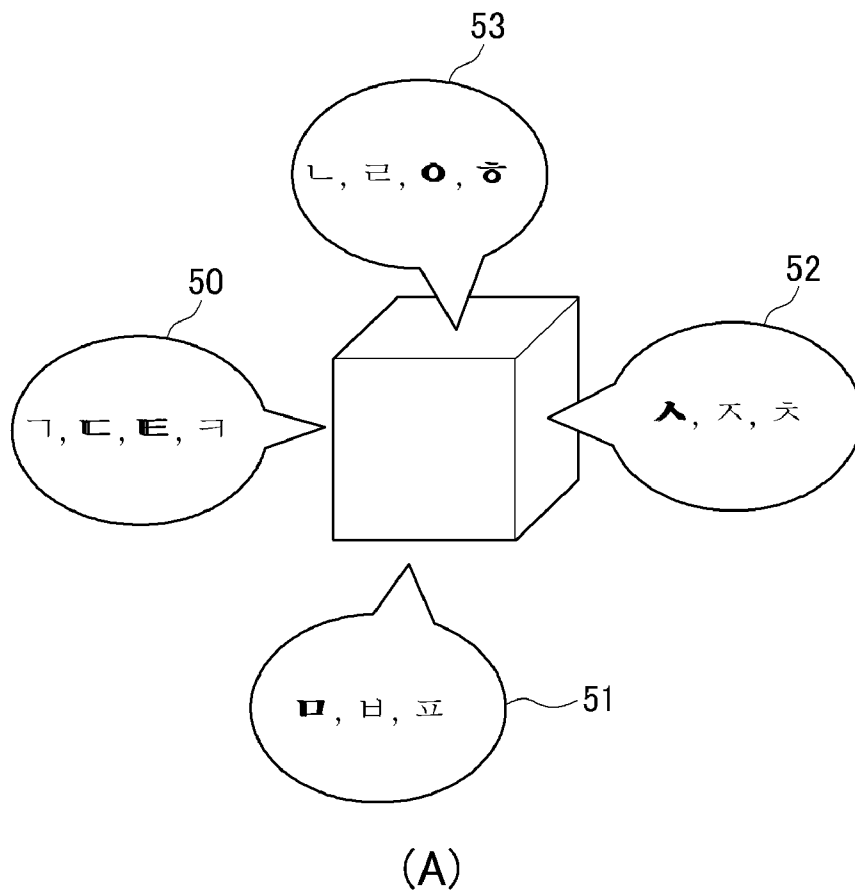 53
ㄴ, ㄹ, ㅇ, ㅎ
50
52
ㄱ, ㄷ, ㅌ, ㅋ
ㅅ, ㅈ, ㅊ
51
ㅁ, ㅂ, ㅍ
(A)